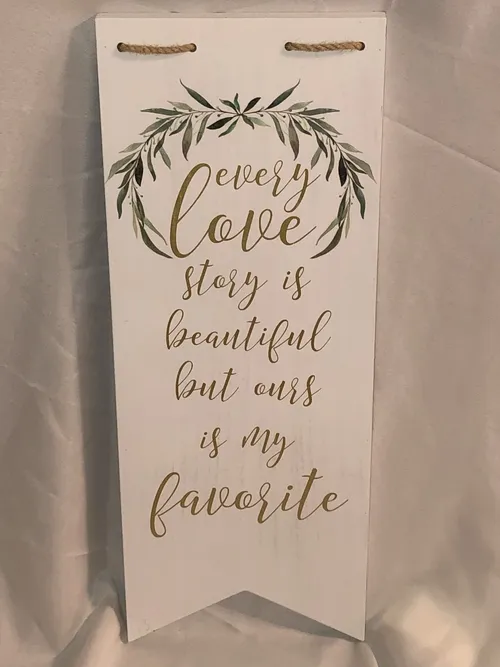 every
love
story is
beautiful
but ours
is my
favorite